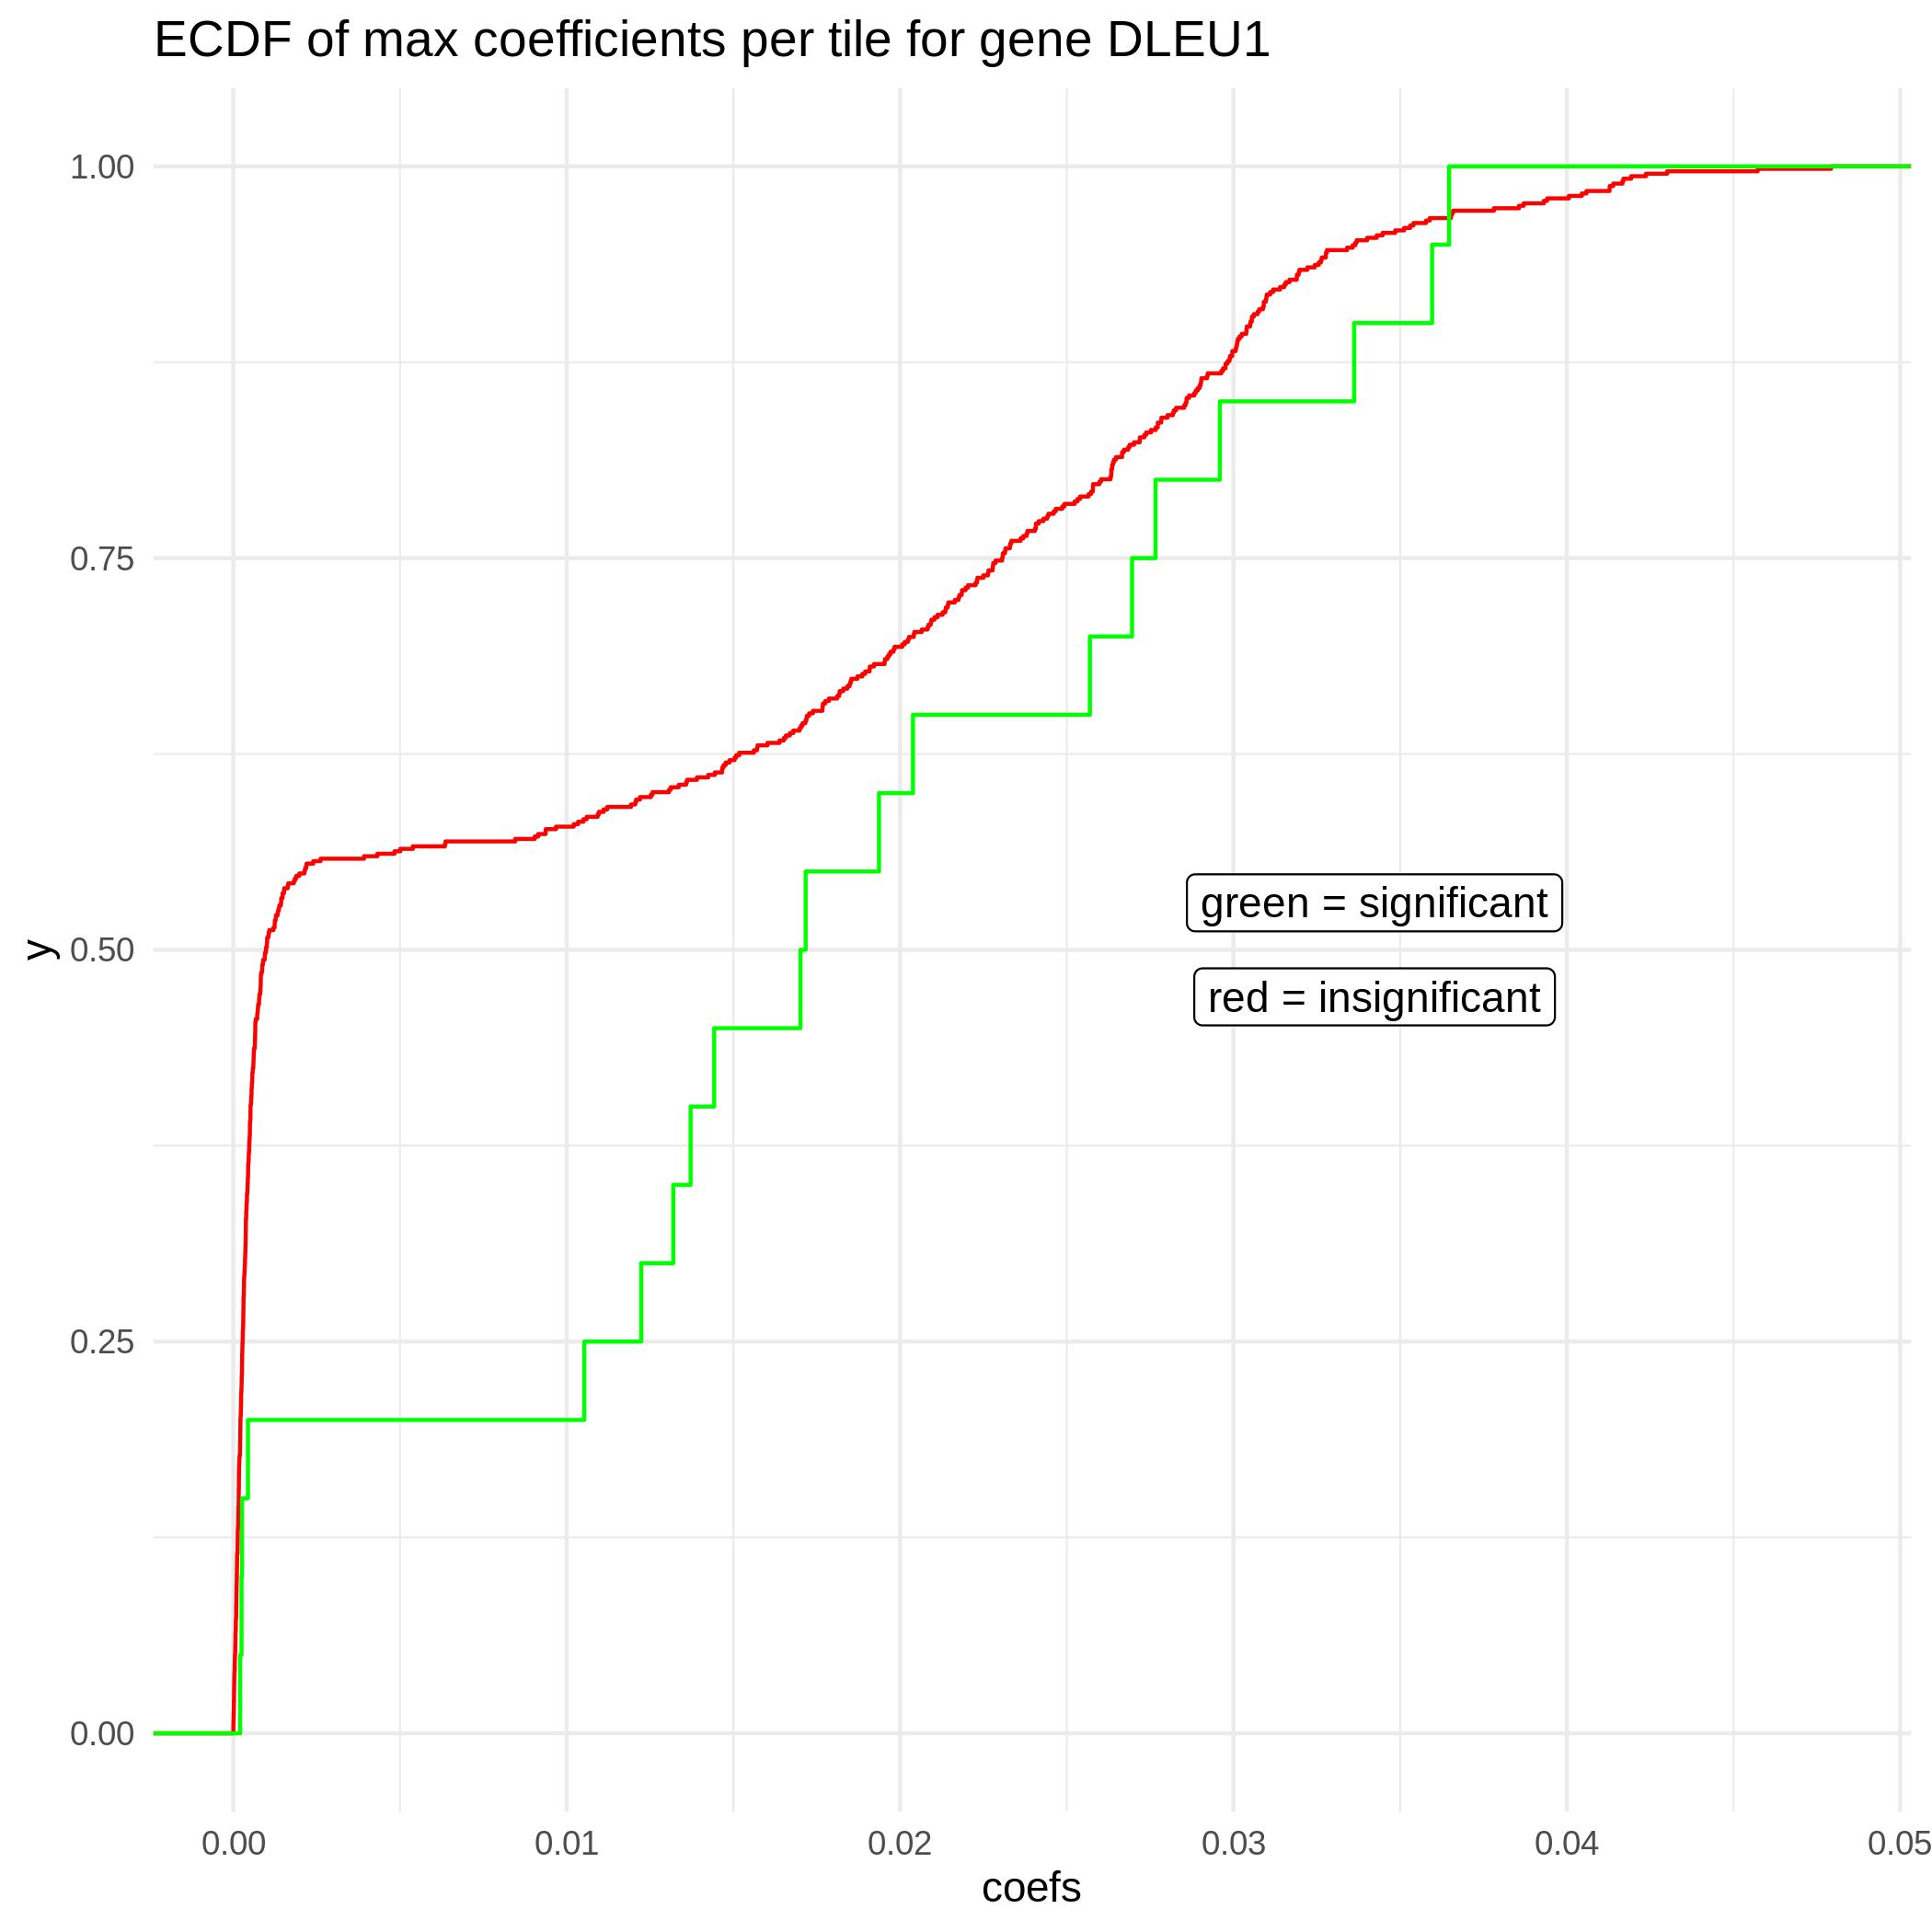 ECDF of max coefficients per tile for gene DLEU1
1.00
0.75
0.50
0.25
0.00
y
green = significant
red = insignificant
0.00 0.01 0.02 0.03 0.04 0.05
coefs